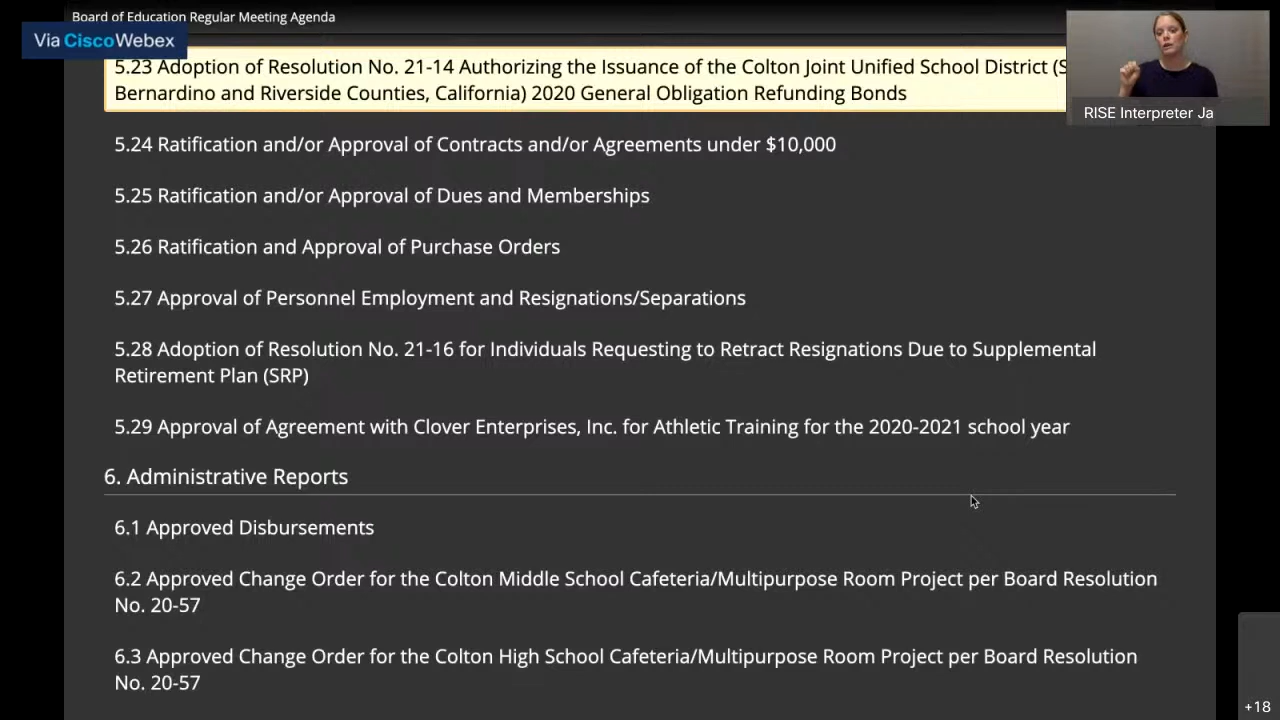 Board of Education Regular Meeting Agenda
Via Cisco Webex
5.23 Adoption of Resolution No. 21-14 Authorizing the Issuance of the Colton Joint Unified School District (S
Bernardino and Riverside Counties, California) 2020 General Obligation Refunding Bonds
RISE Interpreter Ja
5.24 Ratification and/or Approval of Contracts and/or Agreements under $10,000
5.25 Ratification and/or Approval of Dues and Memberships
5.26 Ratification and Approval of Purchase Orders
5.27 Approval of Personnel Employment and Resignations/Separations
5.28 Adoption of Resolution No. 21-16 for Individuals Requesting to Retract Resignations Due to Supplemental
Retirement Plan (SRP)
5.29 Approval of Agreement with Clover Enterprises, Inc. for Athletic Training for the 2020-2021 school year
6. Administrative Reports
6.1 Approved Disbursements
6.2 Approved Change Order for the Colton Middle School Cafeteria/Multipurpose Room Project per Board Resolution
No. 20-57
6.3 Approved Change Order for the Colton High School Cafeteria/Multipurpose Room Project per Board Resolution
No. 20-57
+18